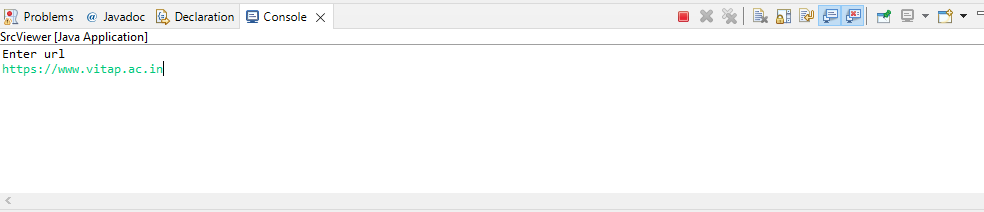 Problems @ Javadoc Declaration Console
SrcViewer [Java Application]
Enter url
https://www.vitap.ac.in